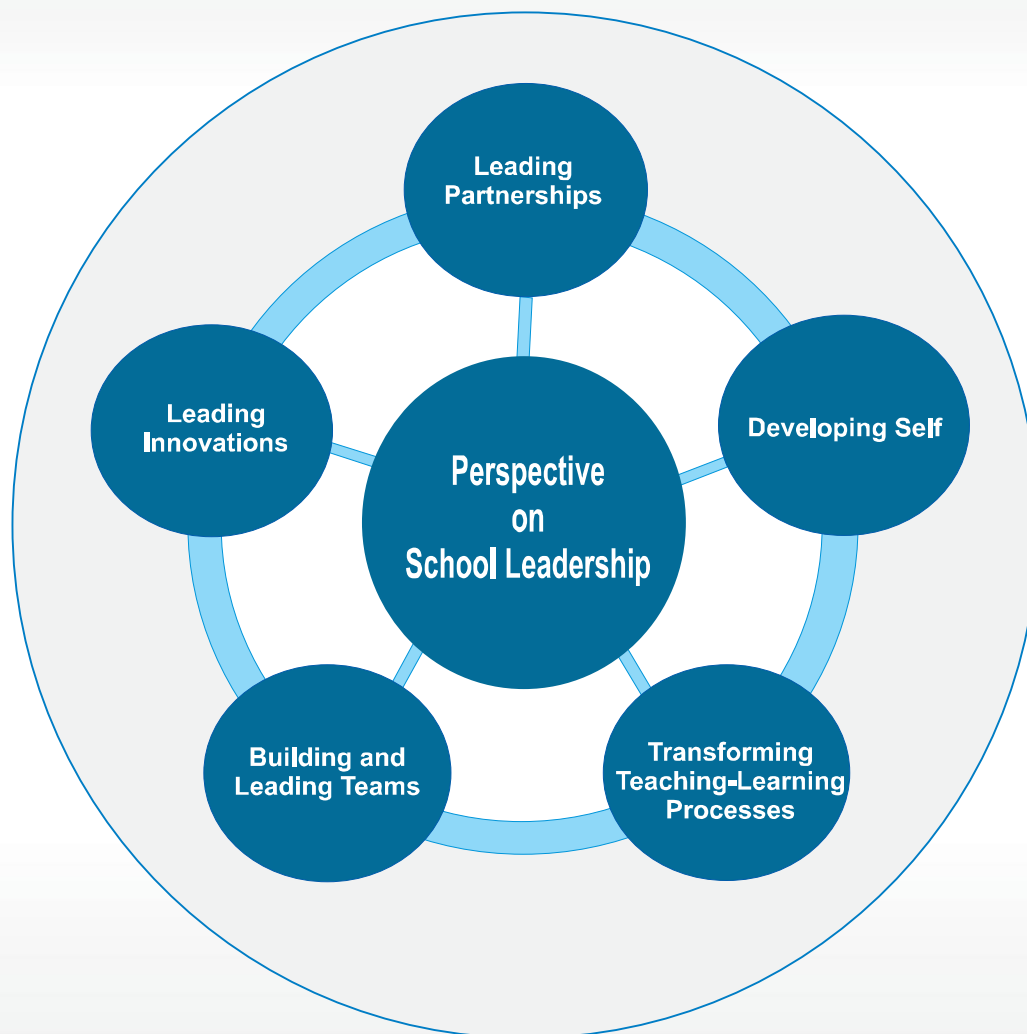 Leading
Partnerships
Leading
Innovations
Developing Self
Perspective
on
School Leadership
Building and
Leading Teams
Transforming
Teaching-Learning
Processes